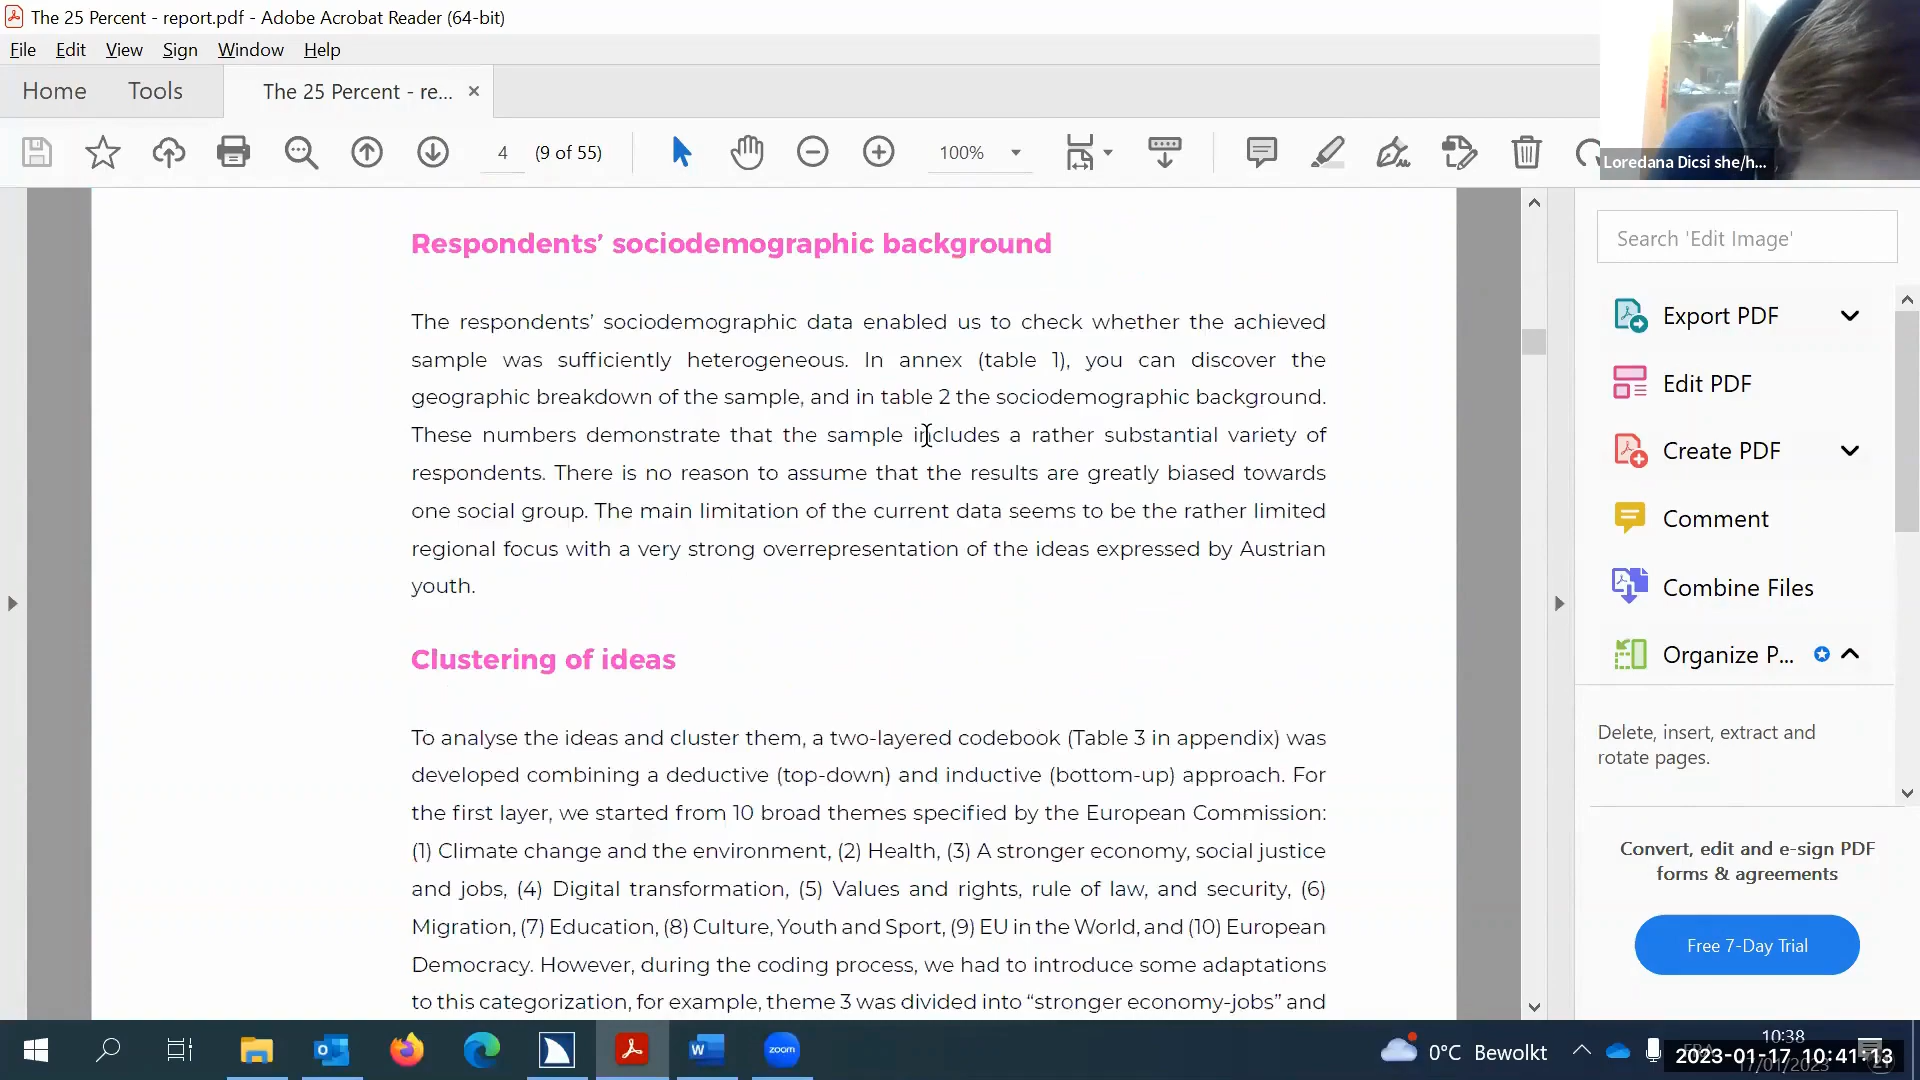 The 25 Percent - report.pdf - Adobe Acrobat Reader (64-bit)
File Edit View Sign Window Help
Home Tools The 25 Percent - re... ×
4 (9 of 55) 100%
Loredana Dicsi she/h...
Respondents’ sociodemographic background
The respondents’ sociodemographic data enabled us to check whether the achieved
sample was sufficiently heterogeneous. In annex (table 1), you can discover the
geographic breakdown of the sample, and in table 2 the sociodemographic background.
These numbers demonstrate that the sample includes a rather substantial variety of
respondents. There is no reason to assume that the results are greatly biased towards
one social group. The main limitation of the current data seems to be the rather limited
regional focus with a very strong overrepresentation of the ideas expressed by Austrian
youth.
Clustering of ideas
To analyse the ideas and cluster them, a two-layered codebook (Table 3 in appendix) was
developed combining a deductive (top-down) and inductive (bottom-up) approach. For
the first layer, we started from 10 broad themes specified by the European Commission:
(1) Climate change and the environment, (2) Health, (3) A stronger economy, social justice
and jobs, (4) Digital transformation, (5) Values and rights, rule of law, and security, (6)
Migration, (7) Education, (8) Culture, Youth and Sport, (9) EU in the World, and (10) European
Democracy. However, during the coding process, we had to introduce some adaptations
to this categorization, for example, theme 3 was divided into “stronger economy-jobs” and
Search 'Edit Image'
Export PDF
Edit PDF
Create PDF
Comment
Combine Files
Organize P...
Delete, insert, extract and
rotate pages.
Convert, edit and e-sign PDF
forms & agreements
Free 7-Day Trial
zoom
0°C Bewolkt
10:38
17/01/2023
2023-01-17 10:41:13